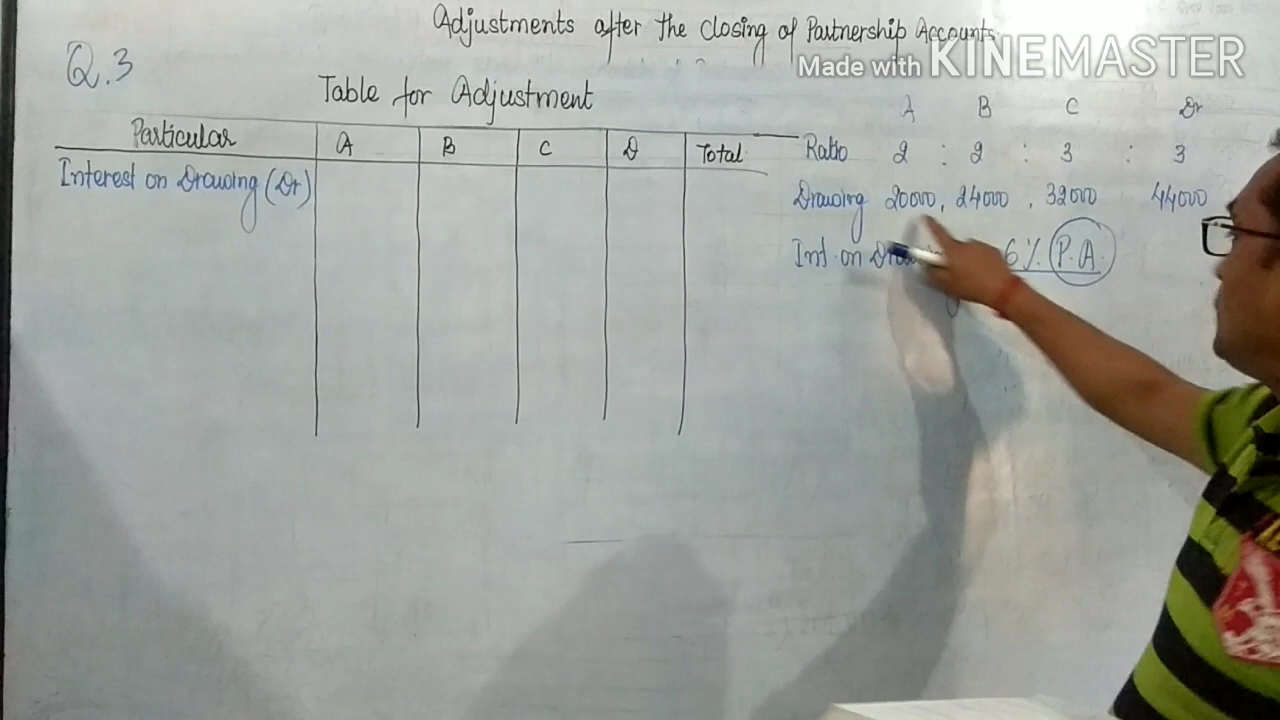 Adjustments after the closing of Partnership Accounts
Made with KINEMASTER
Q.3
Table for Adjustment
Particular A B C D Total
Interest on Drawing (Dr)
A B C Dr
Ratio 2 : 2 : 3 : 3
Drawing 20000, 24000, 32000 44000
Int. on 6% P.A.